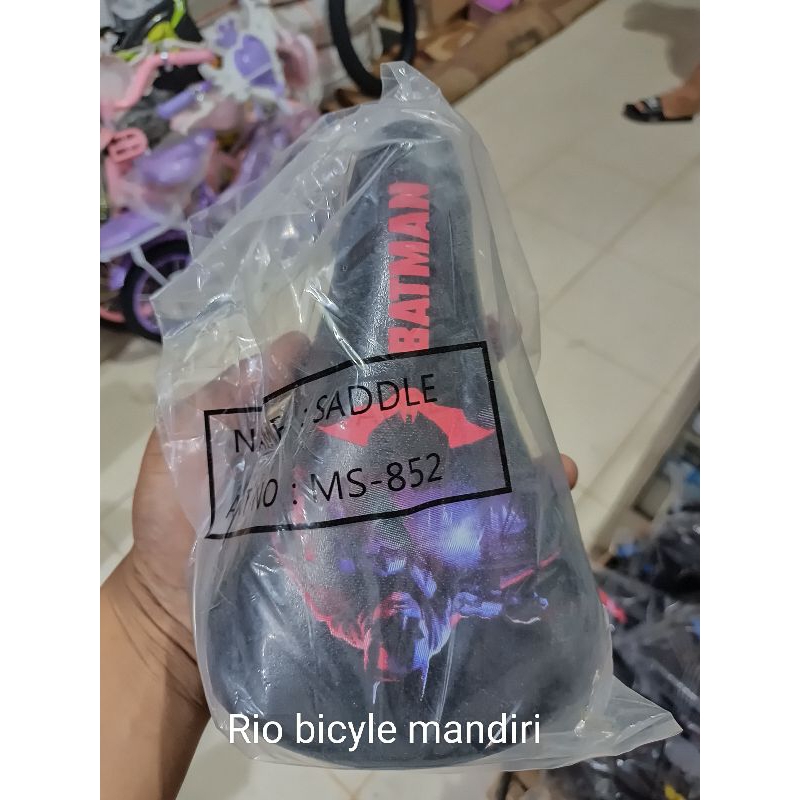 BATMAN
: SADDLE
: MS-852
Rio bicyle mandiri